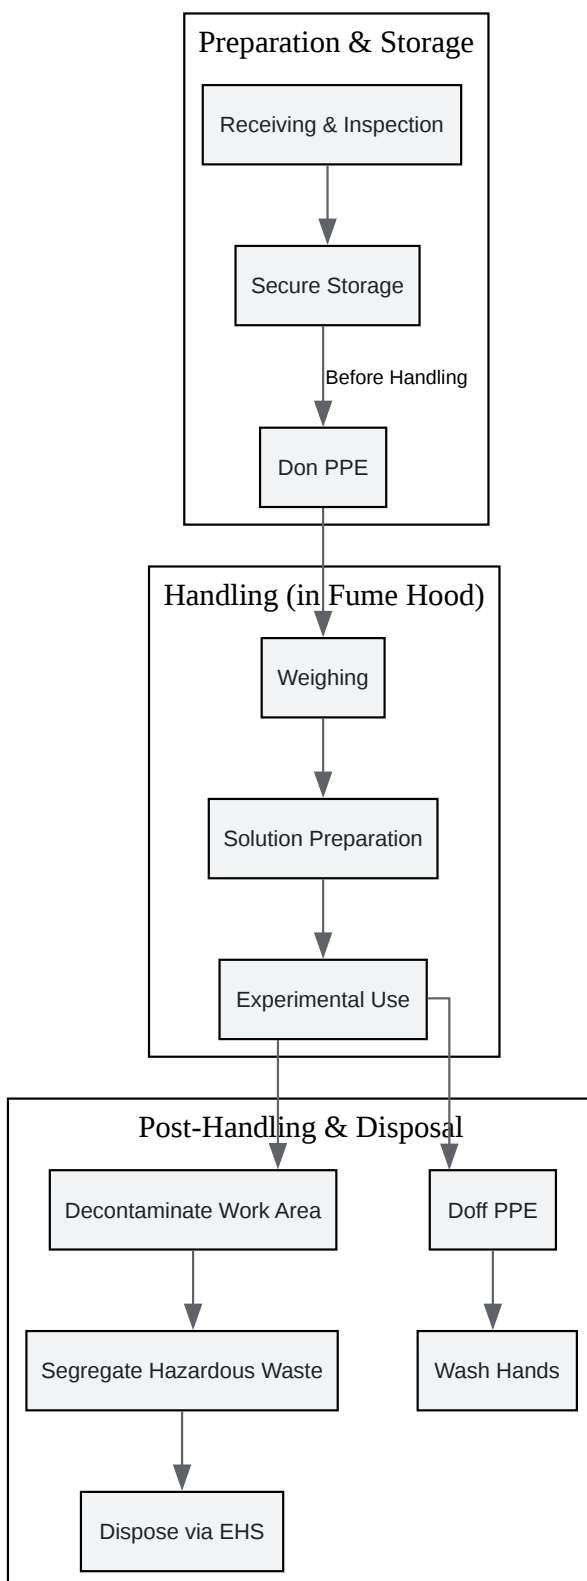 Preparation & Storage
Receiving & Inspection
Secure Storage
Before Handling
Don PPE
Handling (in Fume Hood)
Weighing
Solution Preparation
Experimental Use
Post-Handling & Disposal
Decontaminate Work Area
Doff PPE
Segregate Hazardous Waste
Wash Hands
Dispose via EHS